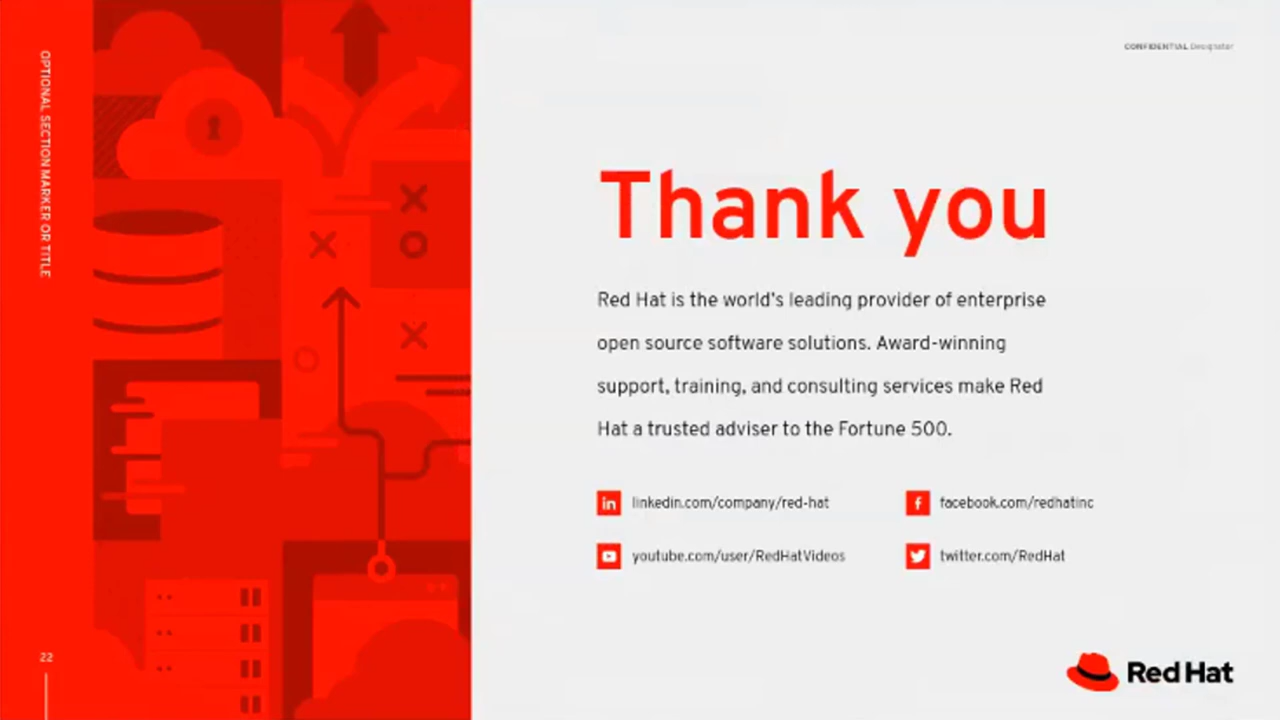 OPTIONAL SECTION MARKER OR TITLE
CONFIDENTIAL Designator
Thank you
Red Hat is the world's leading provider of enterprise
open source software solutions. Award-winning
support, training, and consulting services make Red
Hat a trusted adviser to the Fortune 500.
linkedin.com/company/red-hat
facebook.com/redhatinc
youtube.com/user/RedHatVideos
twitter.com/RedHat
22
Red Hat